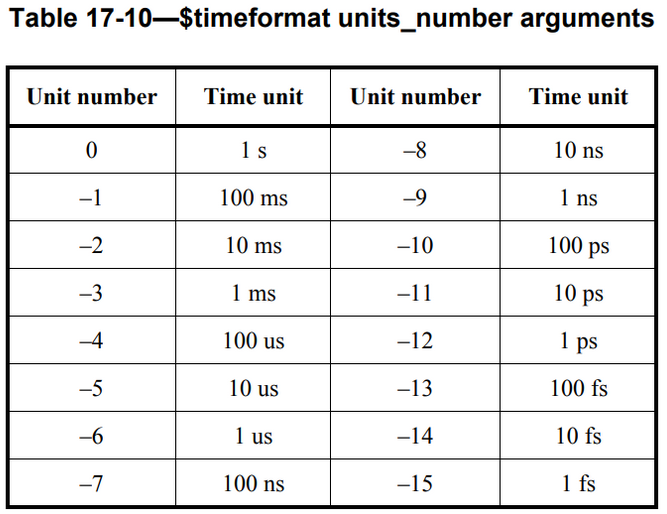 Table 17-10—$timeformat units_number arguments
Unit number Time unit Unit number Time unit
0 1 s –8 10 ns
–1 100 ms –9 1 ns
–2 10 ms –10 100 ps
–3 1 ms –11 10 ps
–4 100 us –12 1 ps
–5 10 us –13 100 fs
–6 1 us –14 10 fs
–7 100 ns –15 1 fs